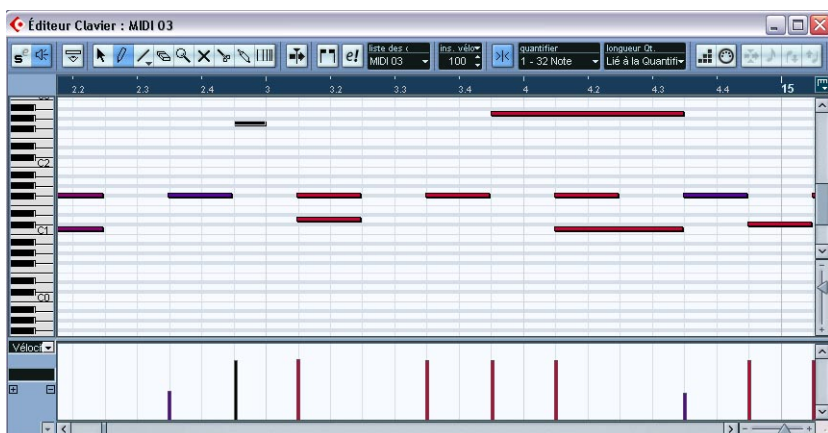 Éditeur Clavier : MIDI 03
liste des ( ins. vélo quantifier longueur Qt.
s e! MIDI 03 100 1 - 32 Note Lié à la Quantifi
2.2 2.3 2.4 3 3.2 3.3 3.4 4 4.2 4.3 4.4 15
C2
C1
C0
Véloci